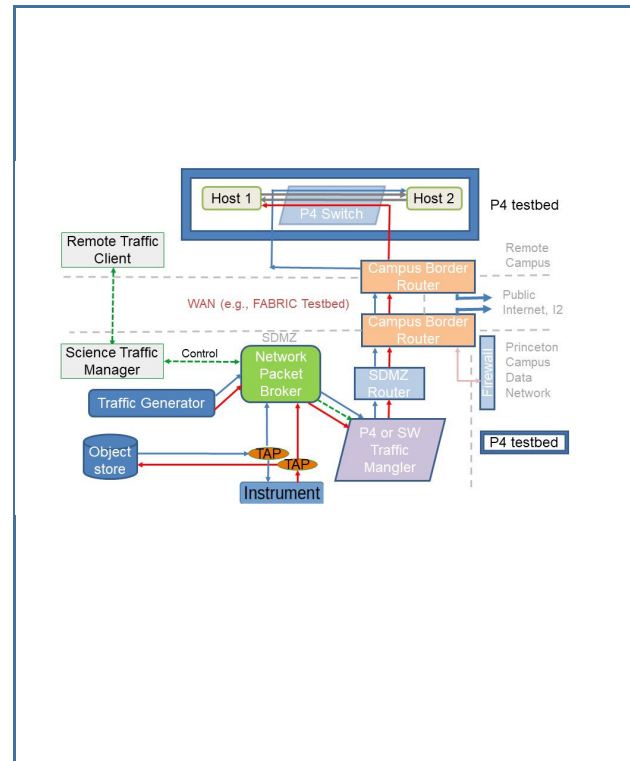 Host 1
Host 2
P4 Switch
P4 testbed
Remote Traffic
Client
Remote
Campus
Campus Border
Router
WAN (e.g., FABRIC Testbed)
Public
Internet, I2
SDMZ
Campus Border
Router
Science Traffic
Manager
Control
Network
Packet
Broker
SDMZ
Router
Firewall
Princeton
Campus
Data
Network
Traffic Generator
P4 or SW
Traffic
Mangler
P4 testbed
Object
store
TAP
TAP
Instrument